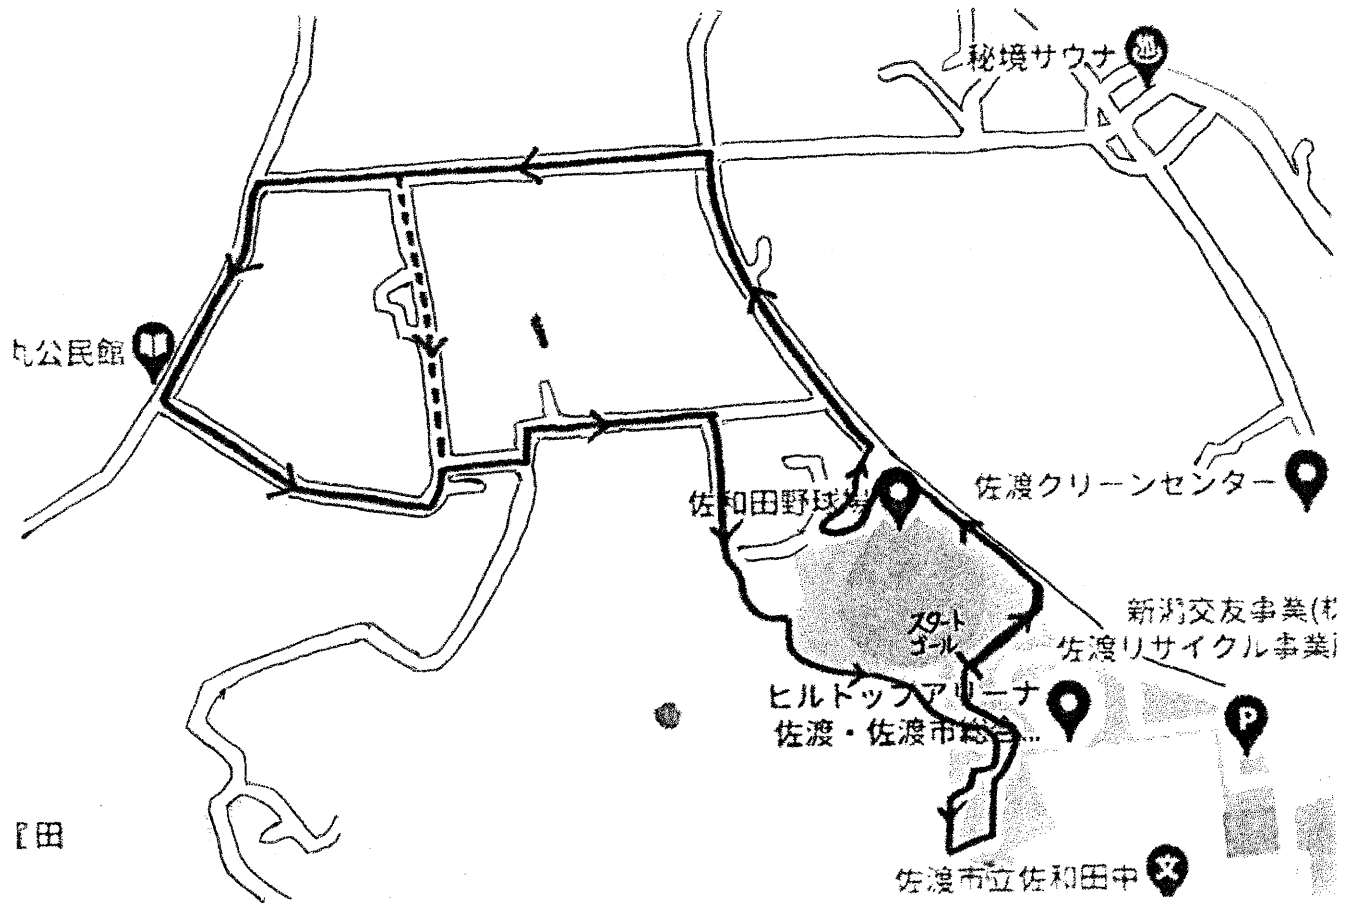 秘境サウナ
丸公民館
佐渡クリーンセンター
佐和田野球場
新潟交友事業(株
佐渡リサイクル事業所
スタート
ゴール
ヒルトップアリーナ
佐渡・佐渡市総合...
P
田
佐渡市立佐和田中
文